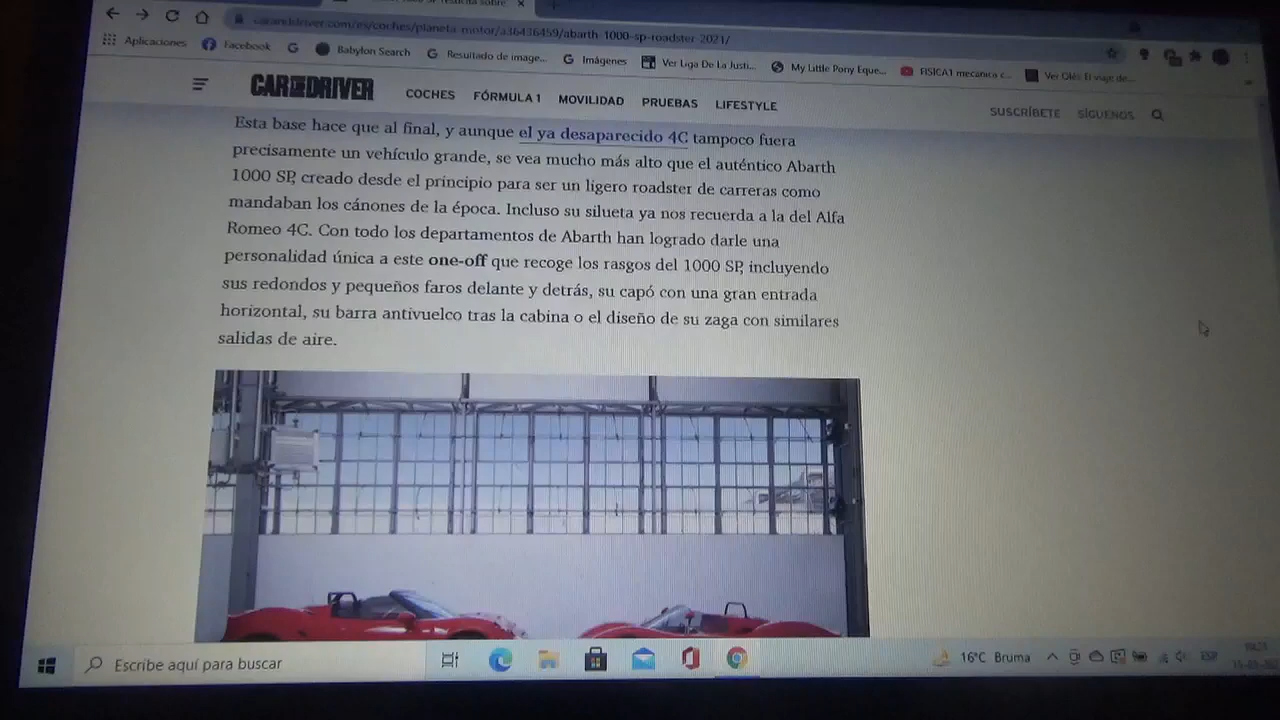 caranddriver.com/es/coches/planeta-motor/a36436459/abarth-1000-sp-roadster-2021/
Aplicaciones Facebook Babylon Search Resultado de image... Imágenes Ver Liga De La Justi... My Little Pony Eque... FISICA1 mecanica c... Ver Olés El viaje de...
CAR AND DRIVER COCHES FÓRMULA 1 MOVILIDAD PRUEBAS LIFESTYLE SUSCRÍBETE SÍGUENOS
Esta base hace que al final, y aunque el ya desaparecido 4C tampoco fuera
precisamente un vehículo grande, se vea mucho más alto que el auténtico Abarth
1000 SP, creado desde el principio para ser un ligero roadster de carreras como
mandaban los cánones de la época. Incluso su silueta ya nos recuerda a la del Alfa
Romeo 4C. Con todo los departamentos de Abarth han logrado darle una
personalidad única a este one-off que recoge los rasgos del 1000 SP, incluyendo
sus redondos y pequeños faros delante y detrás, su capó con una gran entrada
horizontal, su barra antivuelco tras la cabina o el diseño de su zaga con similares
salidas de aire.
Escribe aquí para buscar 16°C Bruma ESP